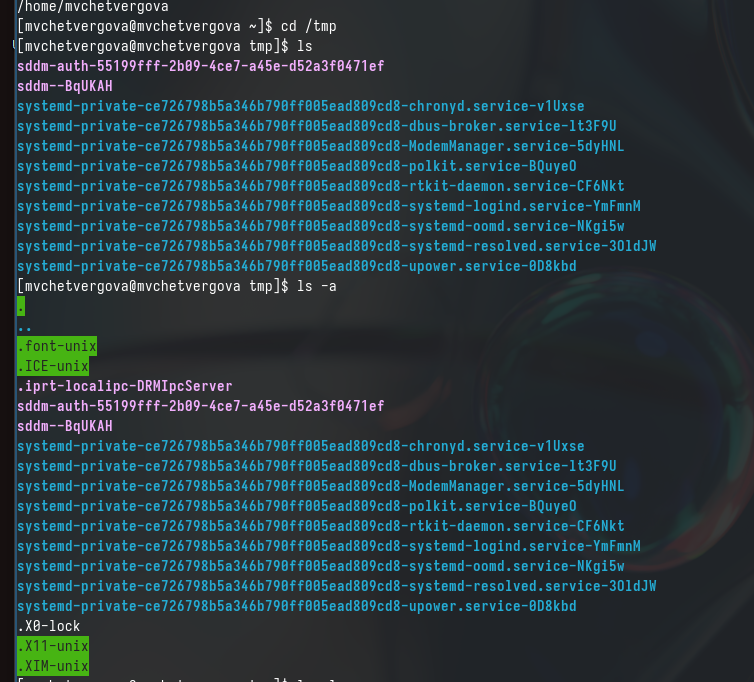 /home/mvchetvergova
[mvchetvergova@mvchetvergova ~]$ cd /tmp
[mvchetvergova@mvchetvergova tmp]$ ls
sddm-auth-55199fff-2b09-4ce7-a45e-d52a3f0471ef
sddm--BqUKAH
systemd-private-ce726798b5a346b790ff005ead809cd8-chronyd.service-v1Uxse
systemd-private-ce726798b5a346b790ff005ead809cd8-dbus-broker.service-lt3F9U
systemd-private-ce726798b5a346b790ff005ead809cd8-ModemManager.service-5dyHNL
systemd-private-ce726798b5a346b790ff005ead809cd8-polkit.service-BQuyeO
systemd-private-ce726798b5a346b790ff005ead809cd8-rtkit-daemon.service-CF6Nkt
systemd-private-ce726798b5a346b790ff005ead809cd8-systemd-logind.service-YmFmnM
systemd-private-ce726798b5a346b790ff005ead809cd8-systemd-oomd.service-NKgi5w
systemd-private-ce726798b5a346b790ff005ead809cd8-systemd-resolved.service-3OldJW
systemd-private-ce726798b5a346b790ff005ead809cd8-upower.service-0D8kbd
[mvchetvergova@mvchetvergova tmp]$ ls -a
.
..
.font-unix
.ICE-unix
.iprt-localipc-DRMIpcServer
sddm-auth-55199fff-2b09-4ce7-a45e-d52a3f0471ef
sddm--BqUKAH
systemd-private-ce726798b5a346b790ff005ead809cd8-chronyd.service-v1Uxse
systemd-private-ce726798b5a346b790ff005ead809cd8-dbus-broker.service-lt3F9U
systemd-private-ce726798b5a346b790ff005ead809cd8-ModemManager.service-5dyHNL
systemd-private-ce726798b5a346b790ff005ead809cd8-polkit.service-BQuyeO
systemd-private-ce726798b5a346b790ff005ead809cd8-rtkit-daemon.service-CF6Nkt
systemd-private-ce726798b5a346b790ff005ead809cd8-systemd-logind.service-YmFmnM
systemd-private-ce726798b5a346b790ff005ead809cd8-systemd-oomd.service-NKgi5w
systemd-private-ce726798b5a346b790ff005ead809cd8-systemd-resolved.service-3OldJW
systemd-private-ce726798b5a346b790ff005ead809cd8-upower.service-0D8kbd
.X0-lock
.X11-unix
.XIM-unix